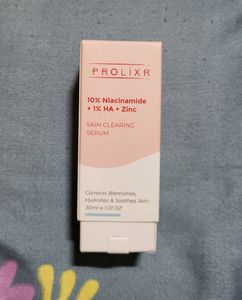 PROLIXR
10% Niacinamide
+ 1% HA + Zinc
SKIN CLEARING
SERUM
Corrects Blemishes,
Hydrates & Soothes Skin
30ml e 1.01 OZ